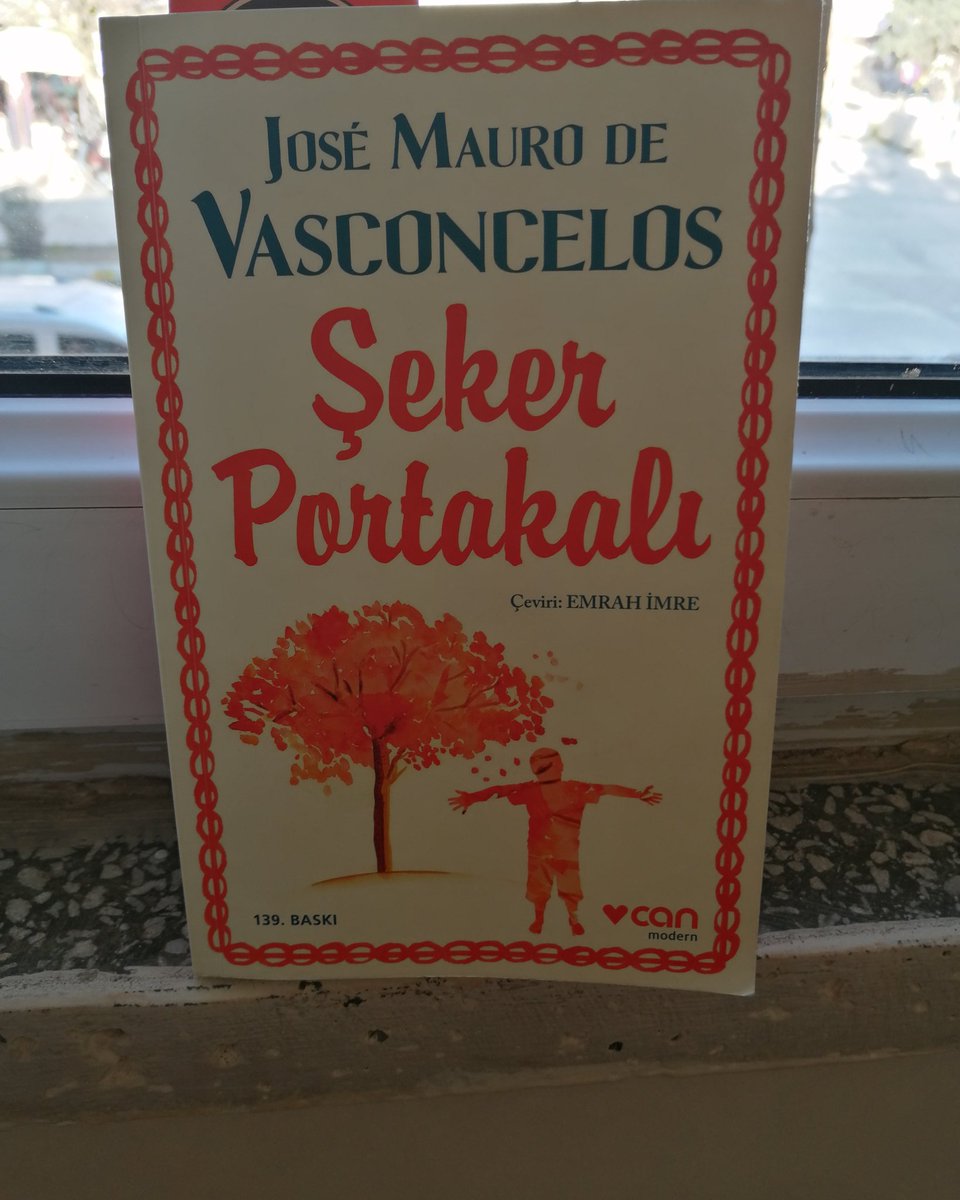 JOSÉ MAURO DE
VASCONCELOS
Şeker
Portakalı
Çeviri: EMRAH İMRE
139. BASKI
can
modern